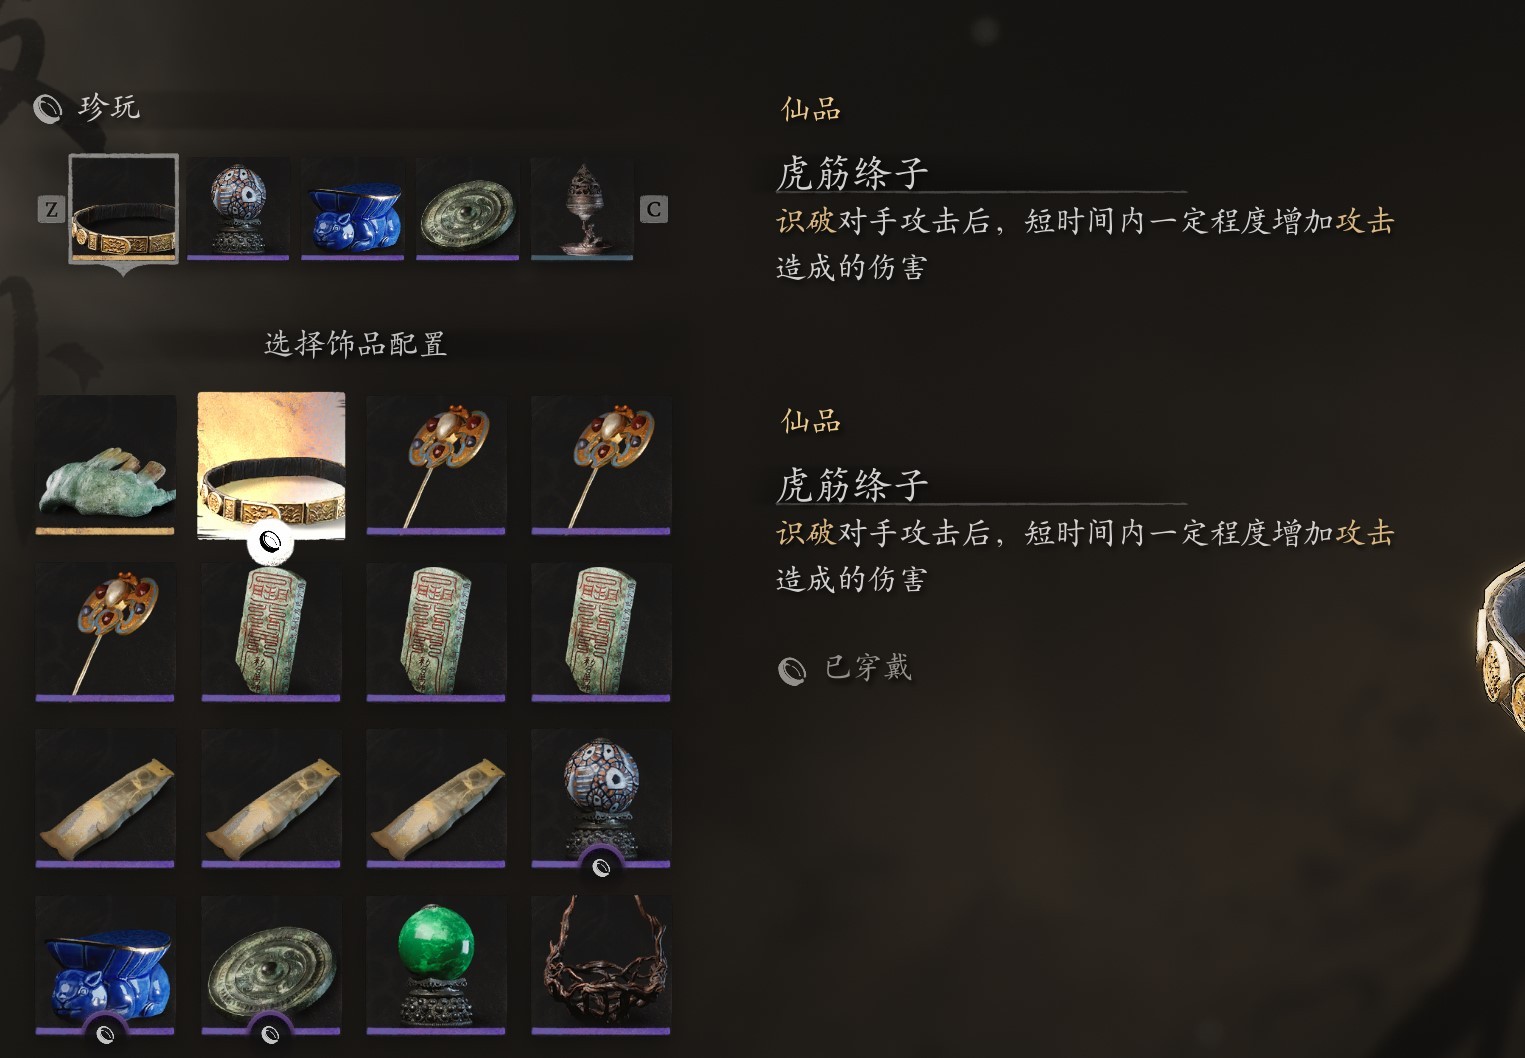 珍玩
Z
C
选择饰品配置
仙品
虎筋绦子
识破对手攻击后，短时间内一定程度增加攻击
造成的伤害
仙品
虎筋绦子
识破对手攻击后，短时间内一定程度增加攻击
造成的伤害
已穿戴